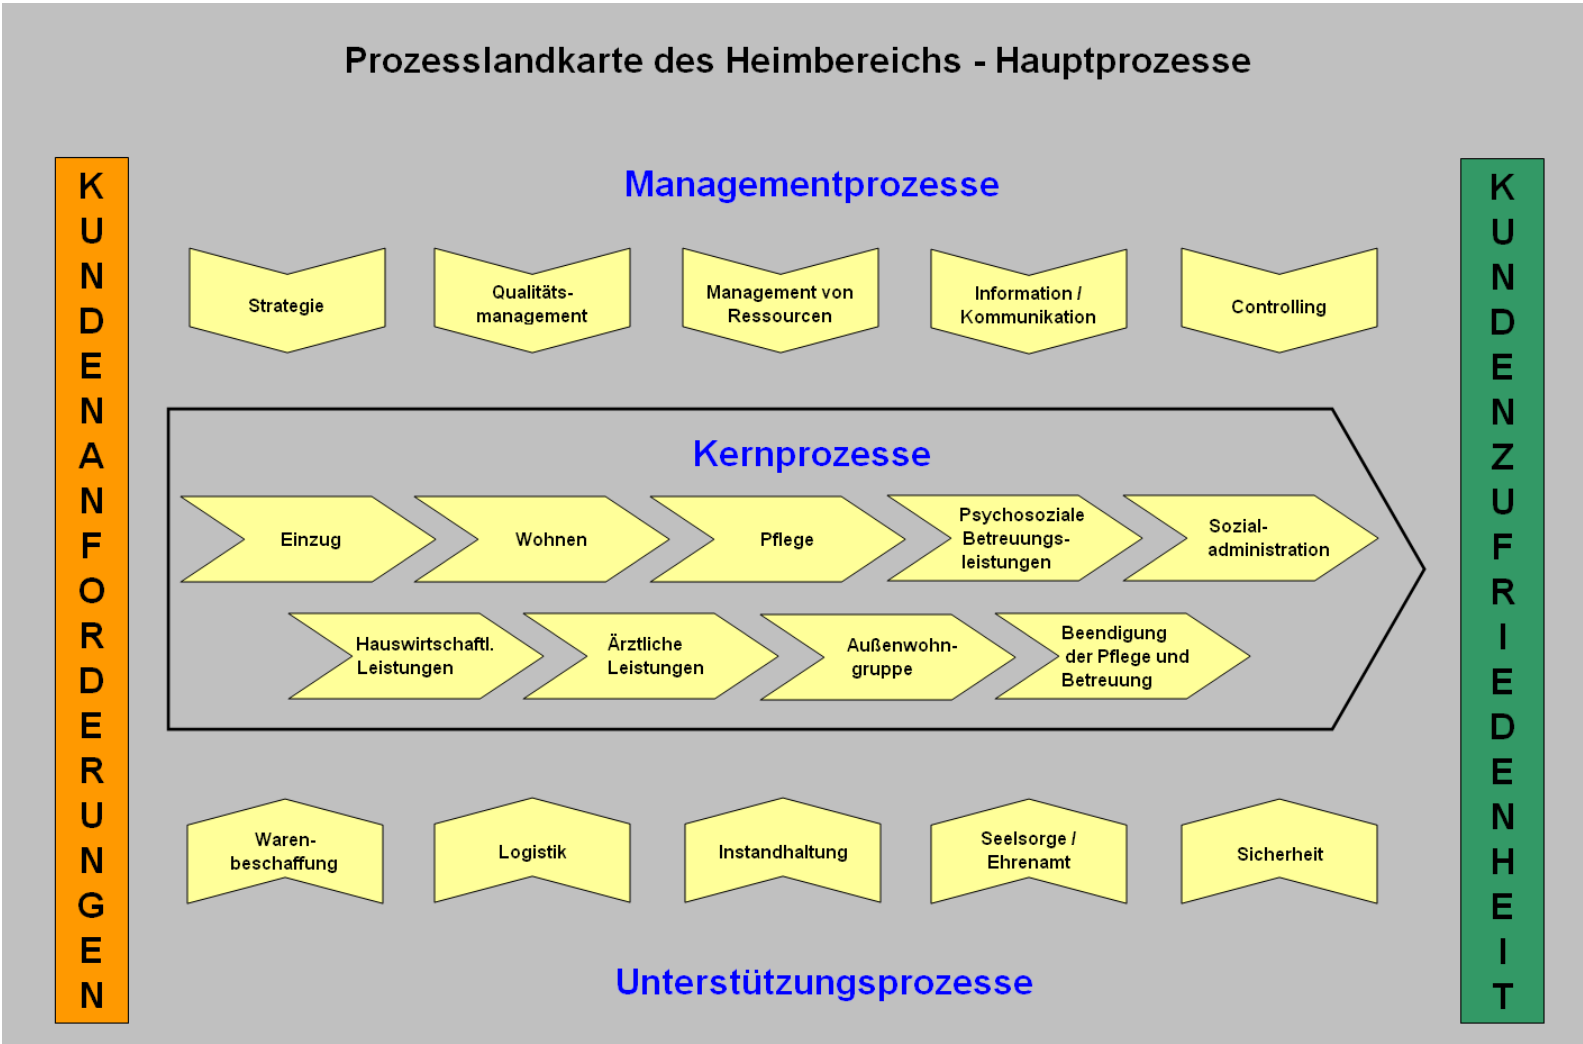 Prozesslandkarte des Heimbereichs - Hauptprozesse
KUNDENANFORDERUNGEN
Managementprozesse
Strategie
Qualitäts-
management
Management von
Ressourcen
Information /
Kommunikation
Controlling
Kernprozesse
Einzug
Wohnen
Pflege
Psychosoziale
Betreuungs-
leistungen
Sozial-
administration
Hauswirtschaftl.
Leistungen
Ärztliche
Leistungen
Außenwohn-
gruppe
Beendigung
der Pflege und
Betreuung
Waren-
beschaffung
Logistik
Instandhaltung
Seelsorge /
Ehrenamt
Sicherheit
Unterstützungsprozesse
KUNDENZUFRIEDENHEIT